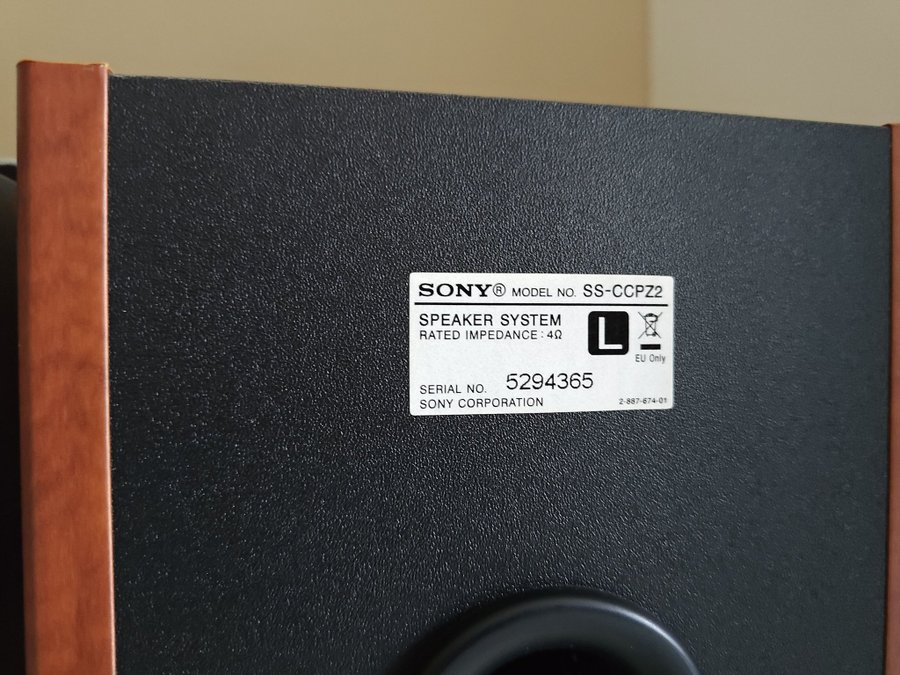 SONY® MODEL NO. SS-CCPZ2
SPEAKER SYSTEM
RATED IMPEDANCE : 4Ω
L
EU Only
SERIAL NO. 5294365
SONY CORPORATION
2-887-674-01